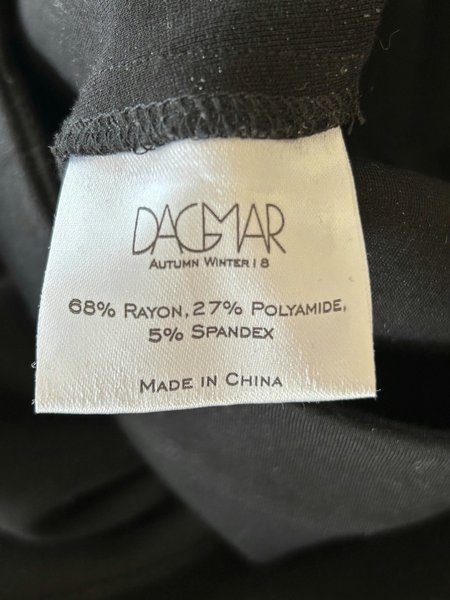 DAGMAR
AUTUMN WINTER 18
68% RAYON, 27% POLYAMIDE,
5% SPANDEX
MADE IN CHINA